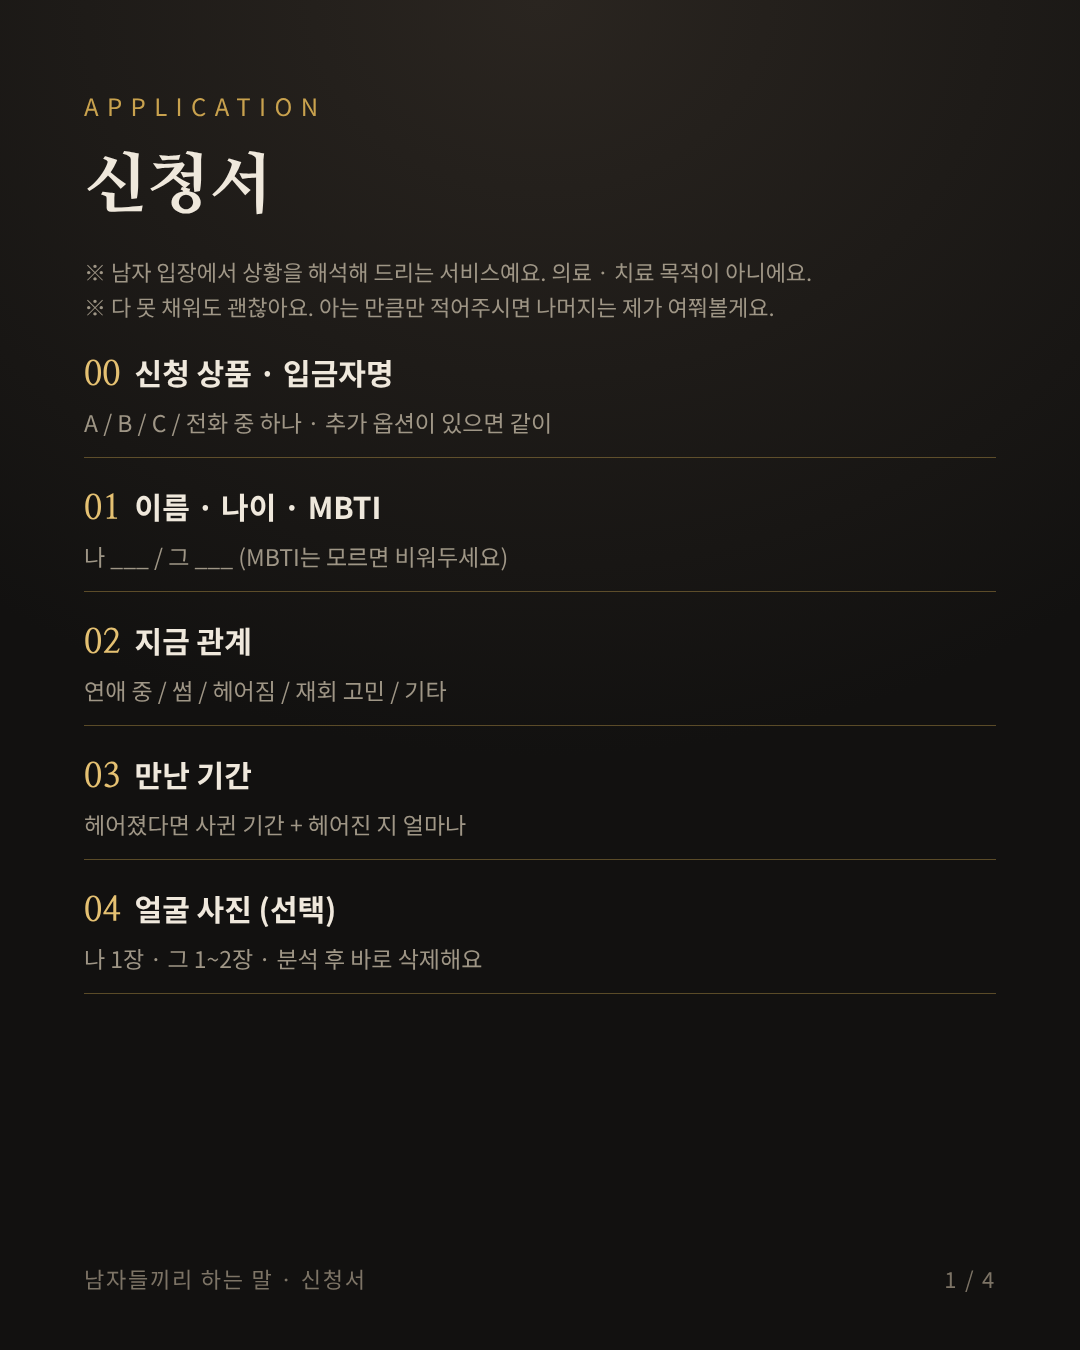 APPLICATION
신청서
※ 남자 입장에서 상황을 해석해 드리는 서비스예요. 의료 · 치료 목적이 아니에요.
※ 다 못 채워도 괜찮아요. 아는 만큼만 적어주시면 나머지는 제가 여쭤볼게요.
00 신청 상품 · 입금자명
A / B / C / 전화 중 하나 · 추가 옵션이 있으면 같이
01 이름 · 나이 · MBTI
나 ___ / 그 ___ (MBTI는 모르면 비워두세요)
02 지금 관계
연애 중 / 썸 / 헤어짐 / 재회 고민 / 기타
03 만난 기간
헤어졌다면 사귄 기간 + 헤어진 지 얼마나
04 얼굴 사진 (선택)
나 1장 · 그 1~2장 · 분석 후 바로 삭제해요
남자들끼리 하는 말 · 신청서
1 / 4